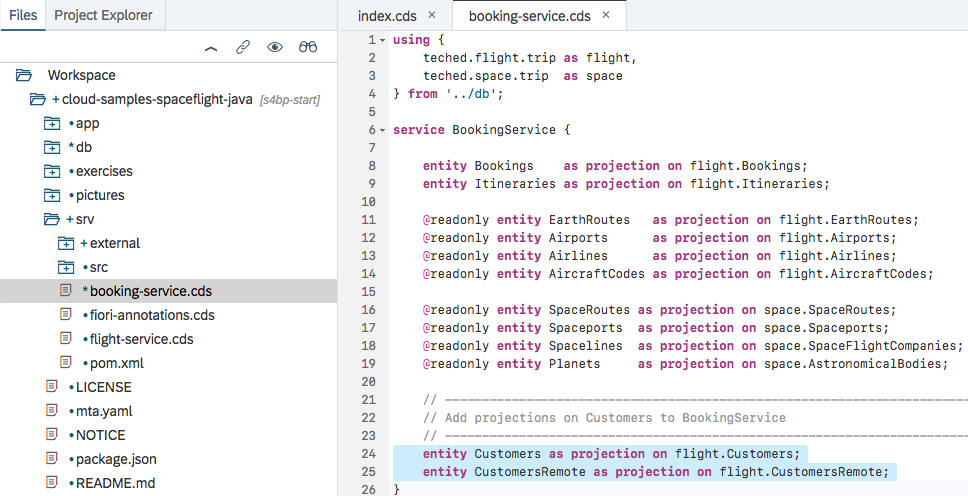 Files
Project Explorer
Workspace
+cloud-samples-spaceflight-java [s4bp-start]
•app
*db
•exercises
•pictures
+srv
+external
•src
*booking-service.cds
•fiori-annotations.cds
•flight-service.cds
•pom.xml
•LICENSE
•mta.yaml
•NOTICE
•package.json
•README.md
index.cds ×
booking-service.cds ×
1 using {
2     teched.flight.trip as flight,
3     teched.space.trip  as space
4 } from '../db';
5
6 service BookingService {
7
8     entity Bookings    as projection on flight.Bookings;
9     entity Itineraries as projection on flight.Itineraries;
10
11     @readonly entity EarthRoutes   as projection on flight.EarthRoutes;
12     @readonly entity Airports      as projection on flight.Airports;
13     @readonly entity Airlines      as projection on flight.Airlines;
14     @readonly entity AircraftCodes as projection on flight.AircraftCodes;
15
16     @readonly entity SpaceRoutes as projection on space.SpaceRoutes;
17     @readonly entity Spaceports  as projection on space.Spaceports;
18     @readonly entity Spacelines  as projection on space.SpaceFlightCompanies;
19     @readonly entity Planets     as projection on space.AstronomicalBodies;
20
21     // ----------------------------------------------------------------------
22     // Add projections on Customers to BookingService
23     // ----------------------------------------------------------------------
24     entity Customers as projection on flight.Customers;
25     entity CustomersRemote as projection on flight.CustomersRemote;
26 }